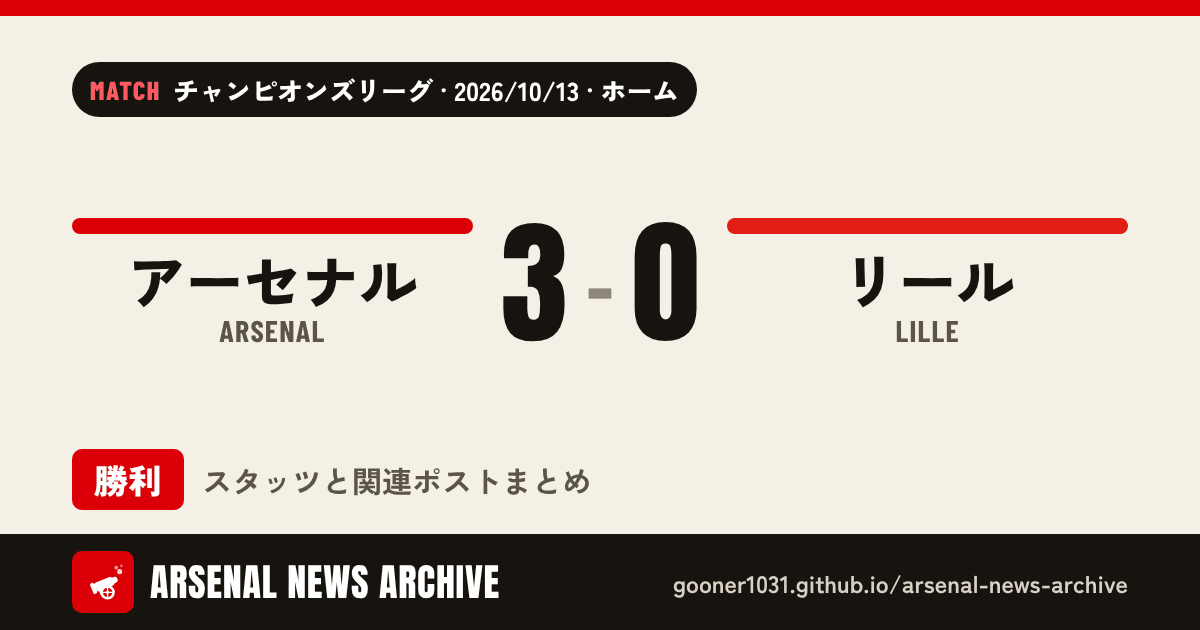 MATCH チャンピオンズリーグ · 2026/10/13 · ホーム
アーセナル 3 - 0 リール
ARSENAL LILLE
勝利 スタッツと関連ポストまとめ
ARSENAL NEWS ARCHIVE gooner1031.github.io/arsenal-news-archive